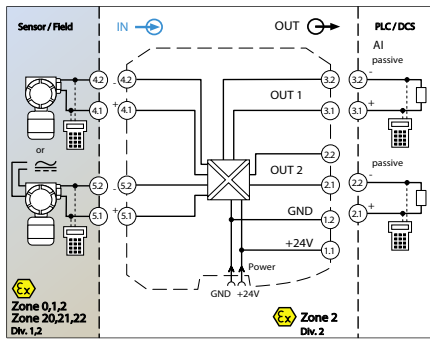 Sensor / Field
IN
OUT
PLC / DCS
AI
passive
4.2
4.2 -
3.2
3.2 -
OUT 1
4.1
+ 4.1
3.1
3.1 +
or
2.2
passive
5.2
5.2 -
OUT 2
2.1
2.2 -
GND
5.1
+ 5.1
1.2
2.1 +
+24V
1.1
Power
GND +24V
Ex
Zone 0,1,2
Zone 20,21,22
Div. 1,2
Ex
Zone 2
Div. 2